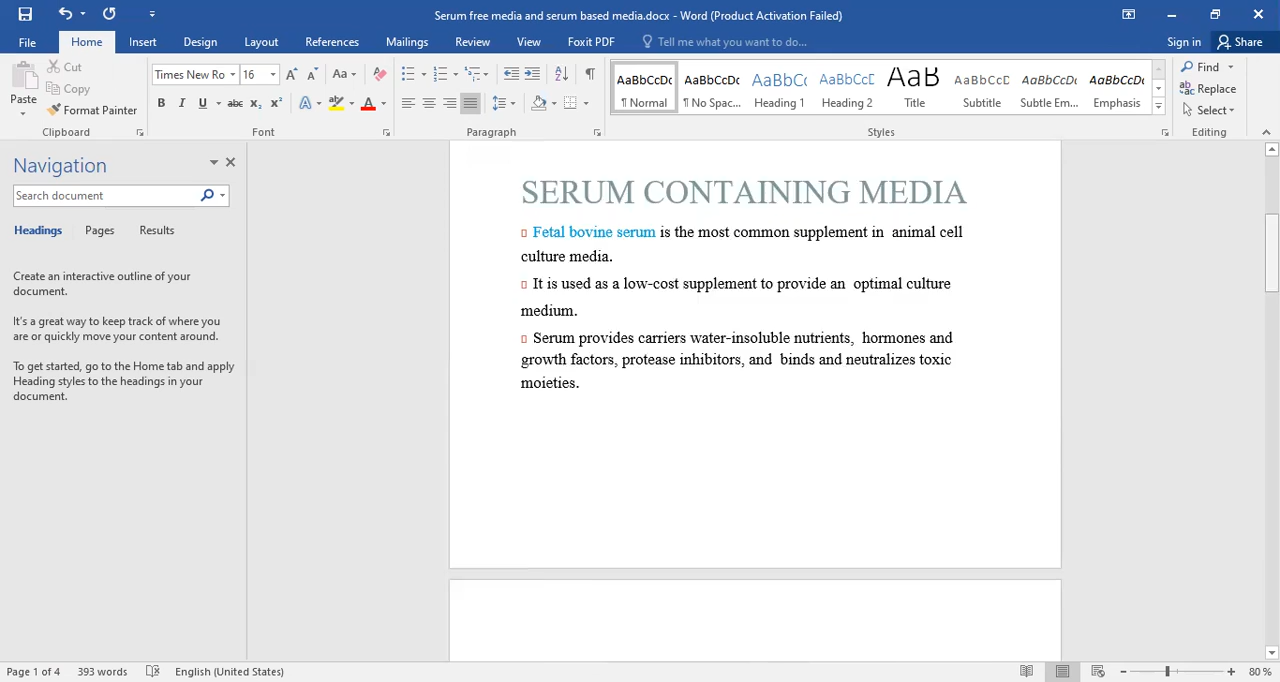 Serum free media and serum based media.docx - Word (Product Activation Failed)
File Home Insert Design Layout References Mailings Review View Foxit PDF Tell me what you want to do... Sign in Share
Paste Cut Copy Format Painter
Clipboard
Times New Ro 16 Aa
B I U abc x₂ x² A A
Font
Paragraph
AaBbCcDc ¶ Normal
AaBbCcDc ¶ No Spac...
AaBbCc Heading 1
AaBbCcC Heading 2
AaB Title
AaBbCcD Subtitle
AaBbCcDc Subtle Em...
AaBbCcDc Emphasis
Styles
Find
Replace
Select
Editing
Navigation
Search document
Headings Pages Results
Create an interactive outline of your
document.
It's a great way to keep track of where you
are or quickly move your content around.
To get started, go to the Home tab and apply
Heading styles to the headings in your
document.
SERUM CONTAINING MEDIA
Fetal bovine serum is the most common supplement in animal cell
culture media.
It is used as a low-cost supplement to provide an optimal culture
medium.
Serum provides carriers water-insoluble nutrients, hormones and
growth factors, protease inhibitors, and binds and neutralizes toxic
moieties.
Page 1 of 4 393 words English (United States) 80 %